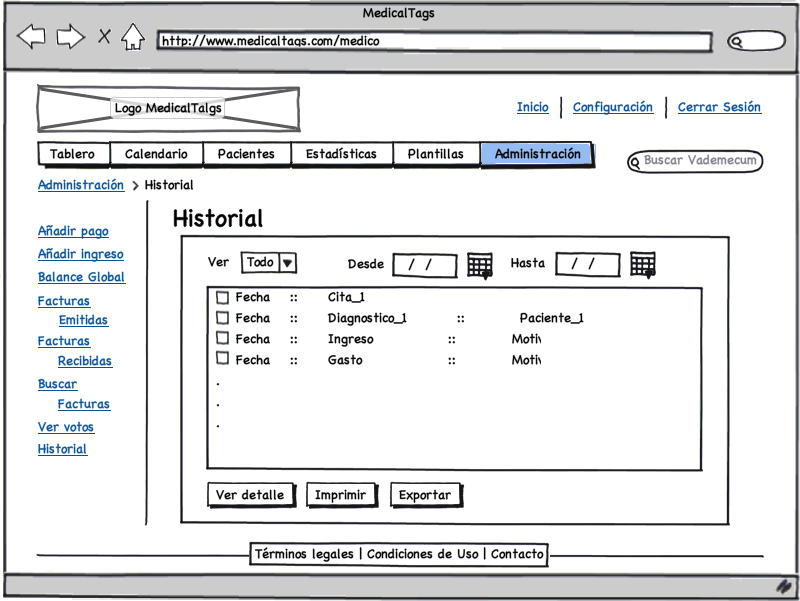 MedicalTags
http://www.medicaltags.com/medico
Logo MedicalTalgs
Inicio | Configuración | Cerrar Sesión
Tablero Calendario Pacientes Estadísticas Plantillas Administración
Buscar Vademecum
Administración > Historial
Historial
Añadir pago
Añadir ingreso
Balance Global
Facturas
Emitidas
Facturas
Recibidas
Buscar
Facturas
Ver votos
Historial
Ver Todo Desde / / Hasta / /
Fecha :: Cita_1
Fecha :: Diagnostico_1 :: Paciente_1
Fecha :: Ingreso :: Motiv
Fecha :: Gasto :: Motiv
.
.
.
Ver detalle Imprimir Exportar
Términos legales | Condiciones de Uso | Contacto